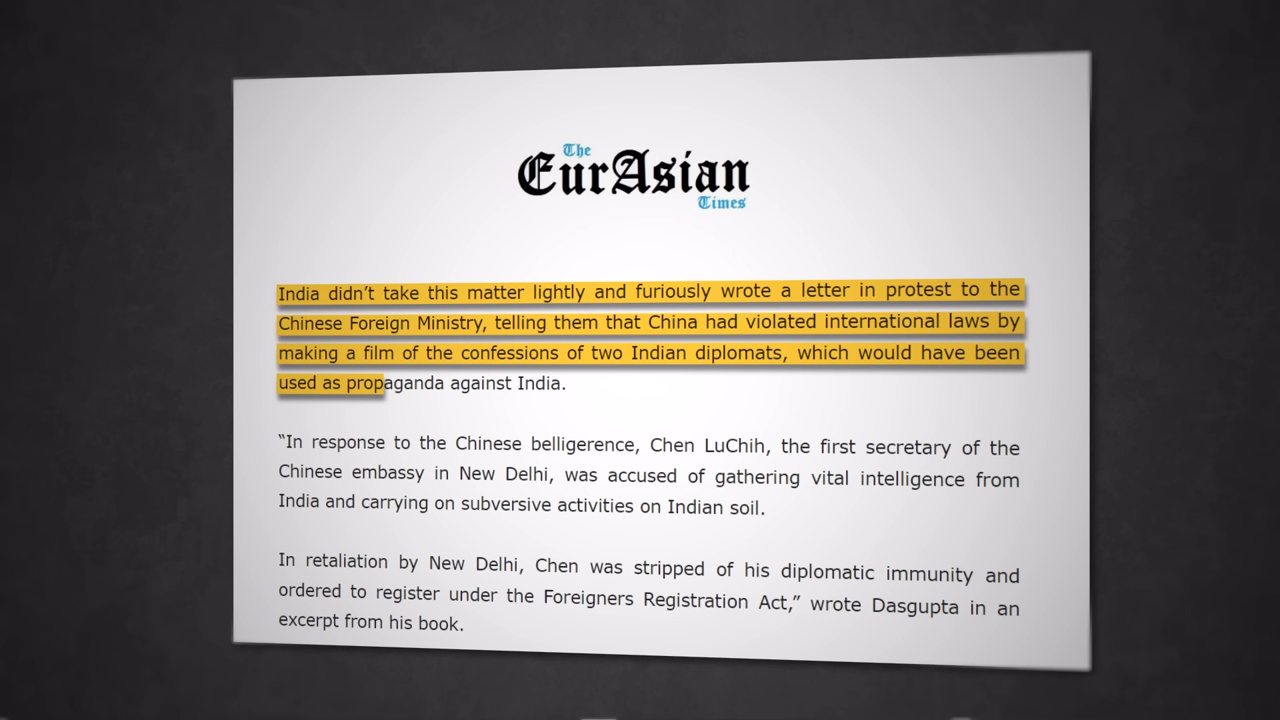 The
EurAsian
Times
India didn’t take this matter lightly and furiously wrote a letter in protest to the
Chinese Foreign Ministry, telling them that China had violated international laws by
making a film of the confessions of two Indian diplomats, which would have been
used as propaganda against India.
“In response to the Chinese belligerence, Chen LuChih, the first secretary of the
Chinese embassy in New Delhi, was accused of gathering vital intelligence from
India and carrying on subversive activities on Indian soil.
In retaliation by New Delhi, Chen was stripped of his diplomatic immunity and
ordered to register under the Foreigners Registration Act,” wrote Dasgupta in an
excerpt from his book.